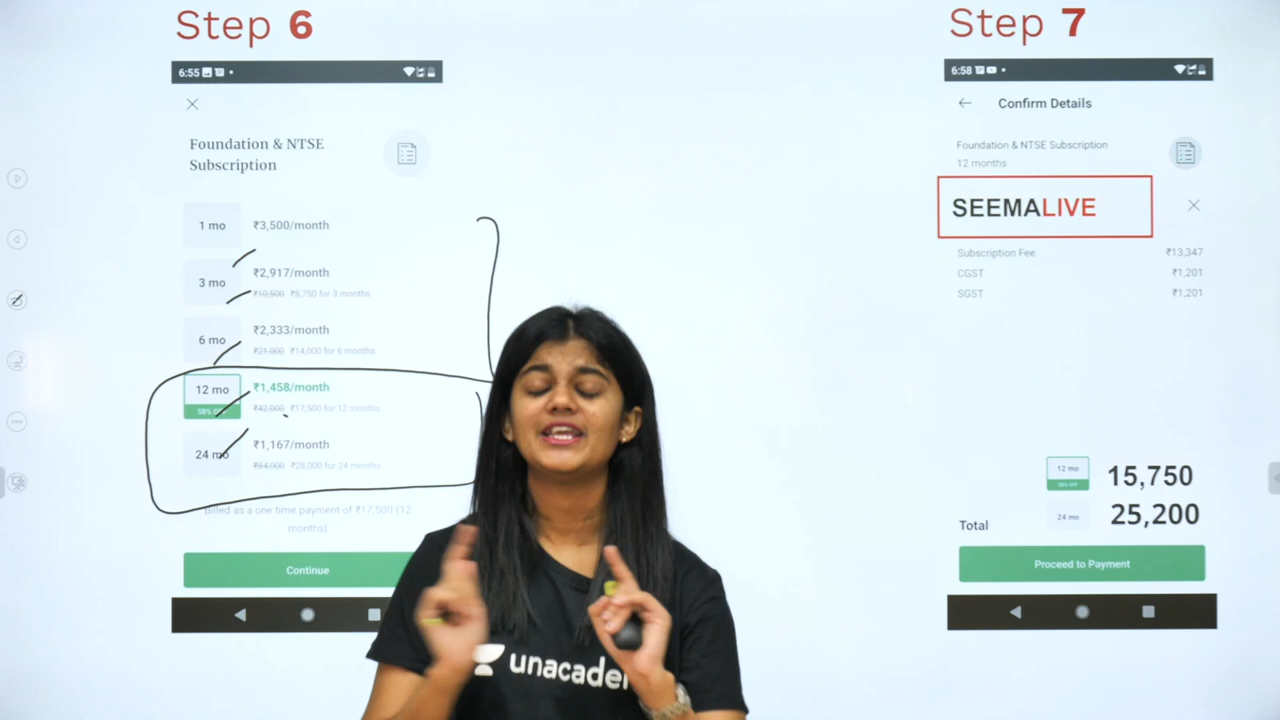 Step 6
6:55
Foundation & NTSE
Subscription
1 mo ₹3,500/month
3 mo ₹2,917/month
₹10,500 ₹8,750 for 3 months
6 mo ₹2,333/month
₹21,000 ₹14,000 for 6 months
12 mo ₹1,458/month
58% OFF ₹42,000 ₹17,500 for 12 months
24 mo ₹1,167/month
₹84,000 ₹28,000 for 24 months
Billed as a one time payment of ₹17,500 (12
months)
Continue
Step 7
6:58
Confirm Details
Foundation & NTSE Subscription
12 months
SEEMALIVE
Subscription Fee ₹13,347
CGST ₹1,201
SGST ₹1,201
12 mo 15,750
24 mo 25,200
Total
Proceed to Payment